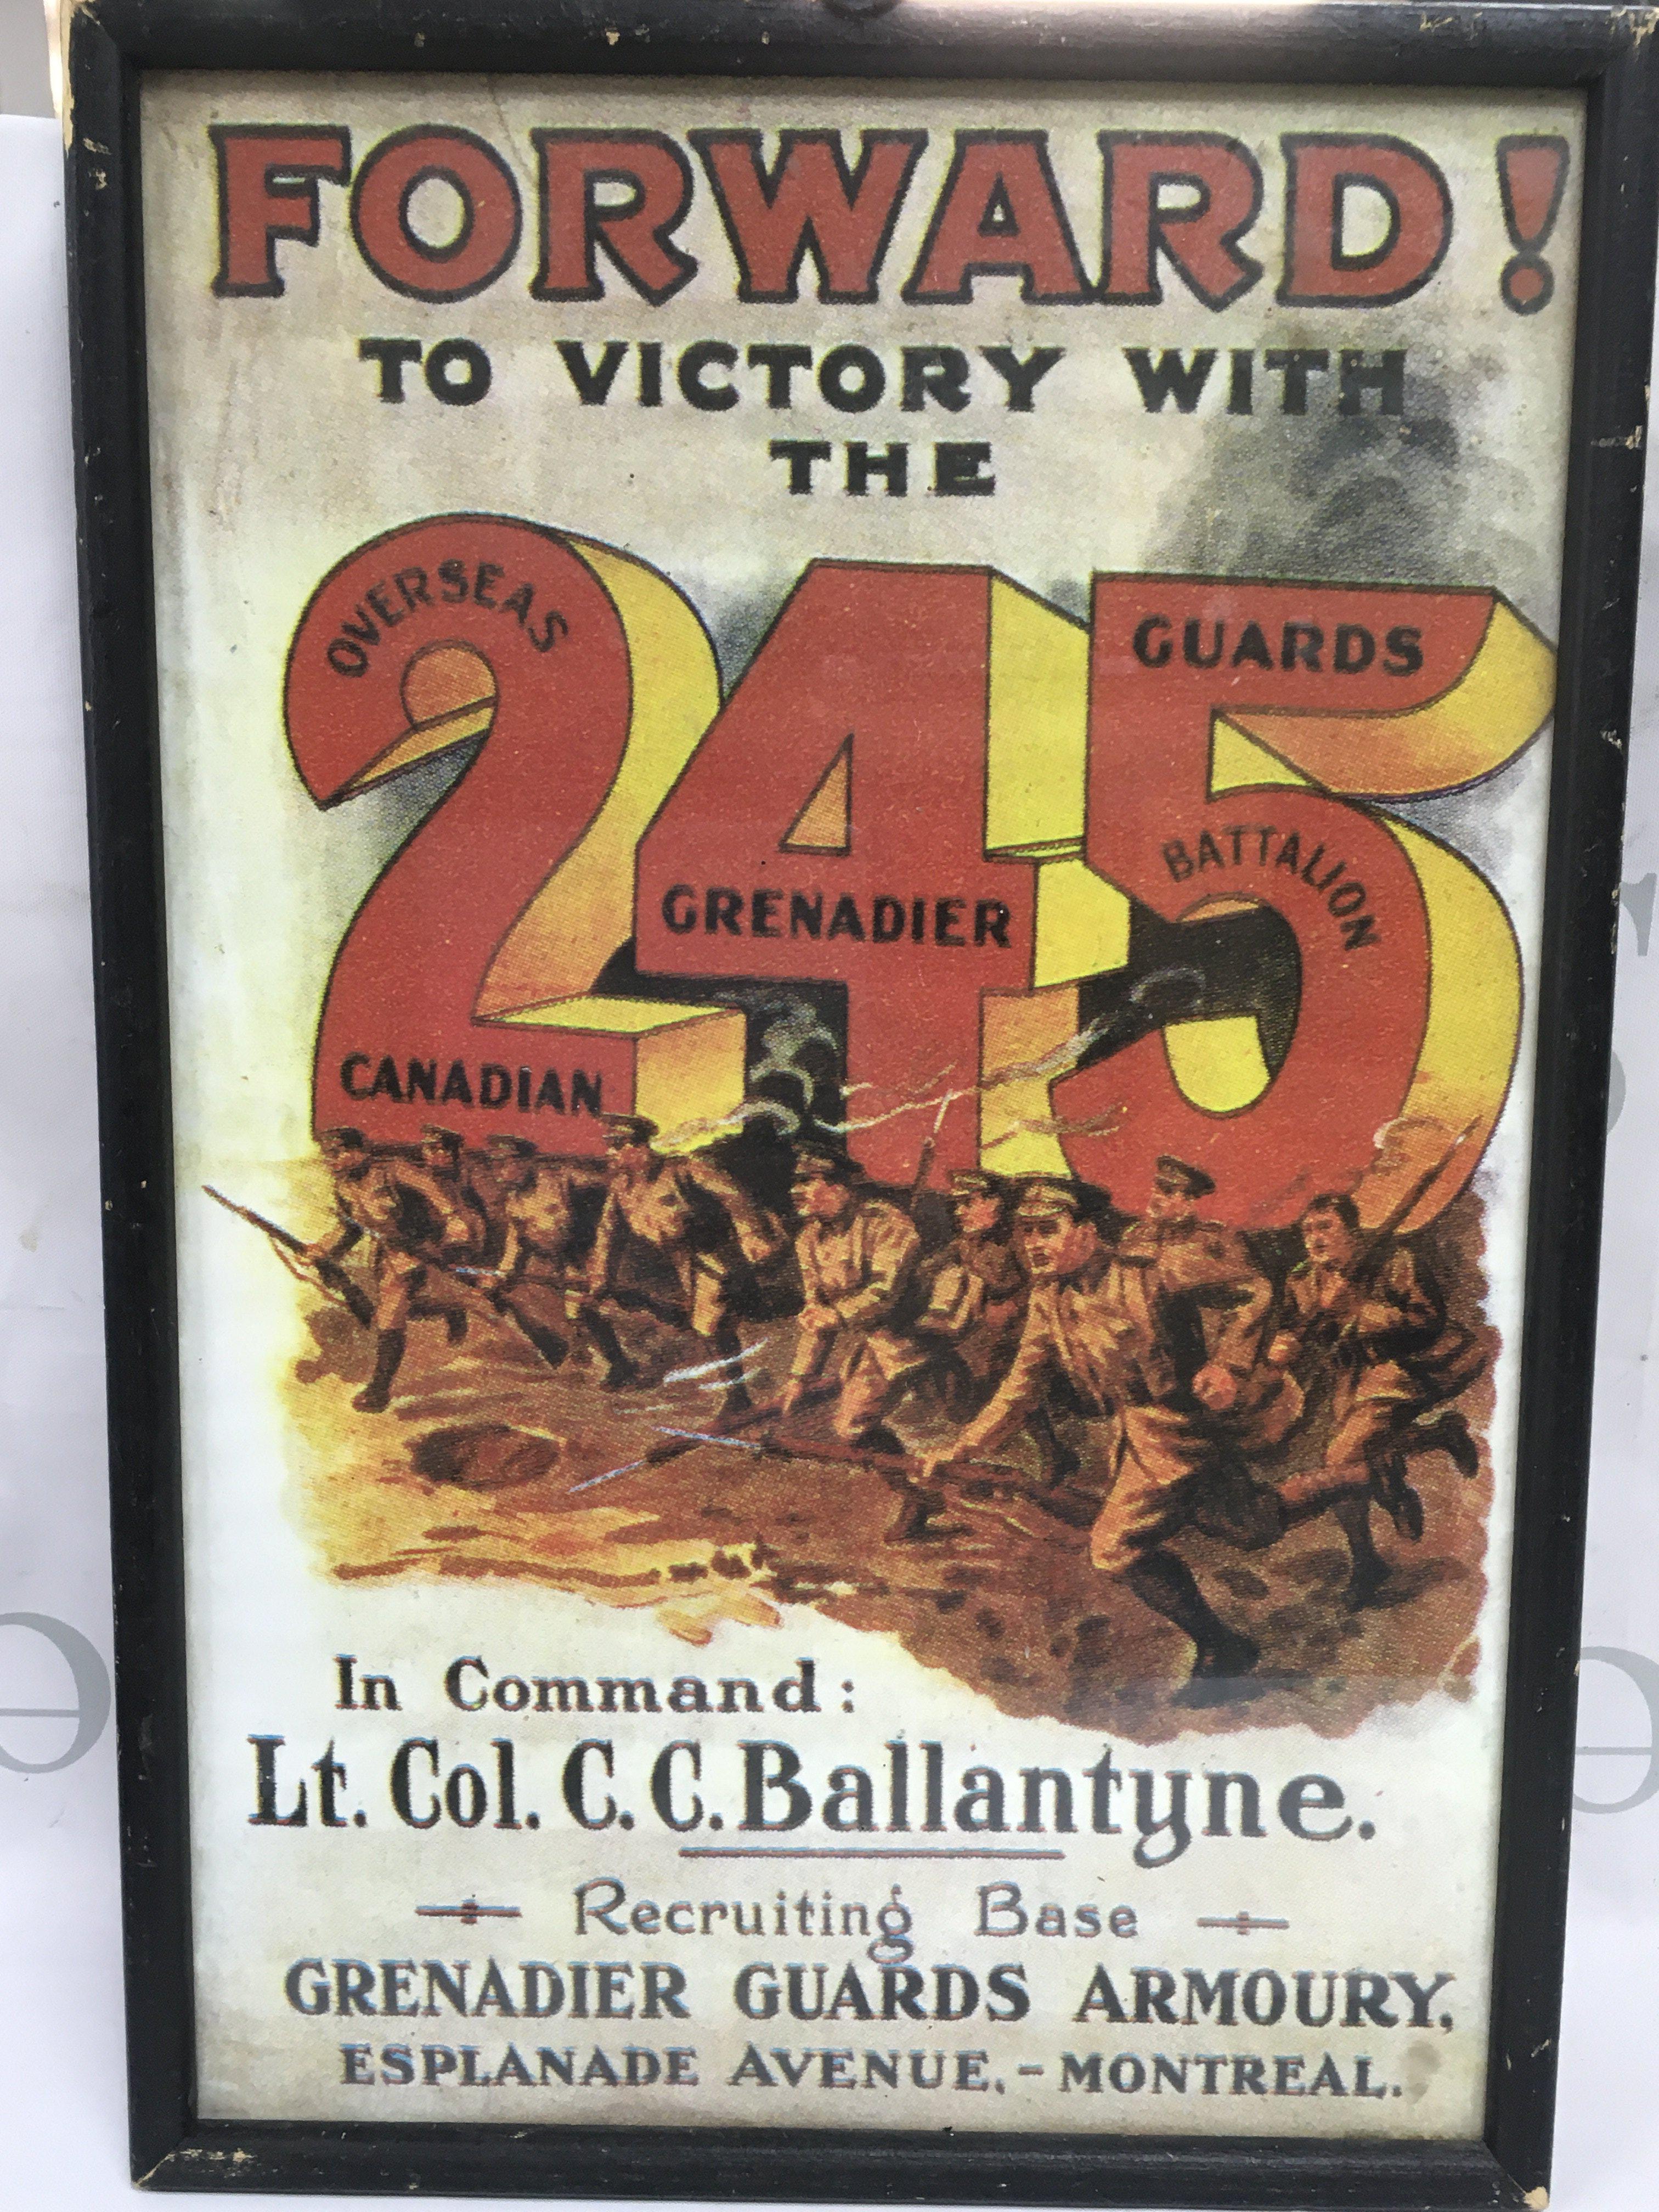 FORWARD!
TO VICTORY WITH
THE
245
OVERSEAS
CANADIAN
GRENADIER
GUARDS
BATTALION
In Command:
Lt. Col. C. C. Ballantyne.
Recruiting Base
GRENADIER GUARDS ARMOURY,
ESPLANADE AVENUE, - MONTREAL.